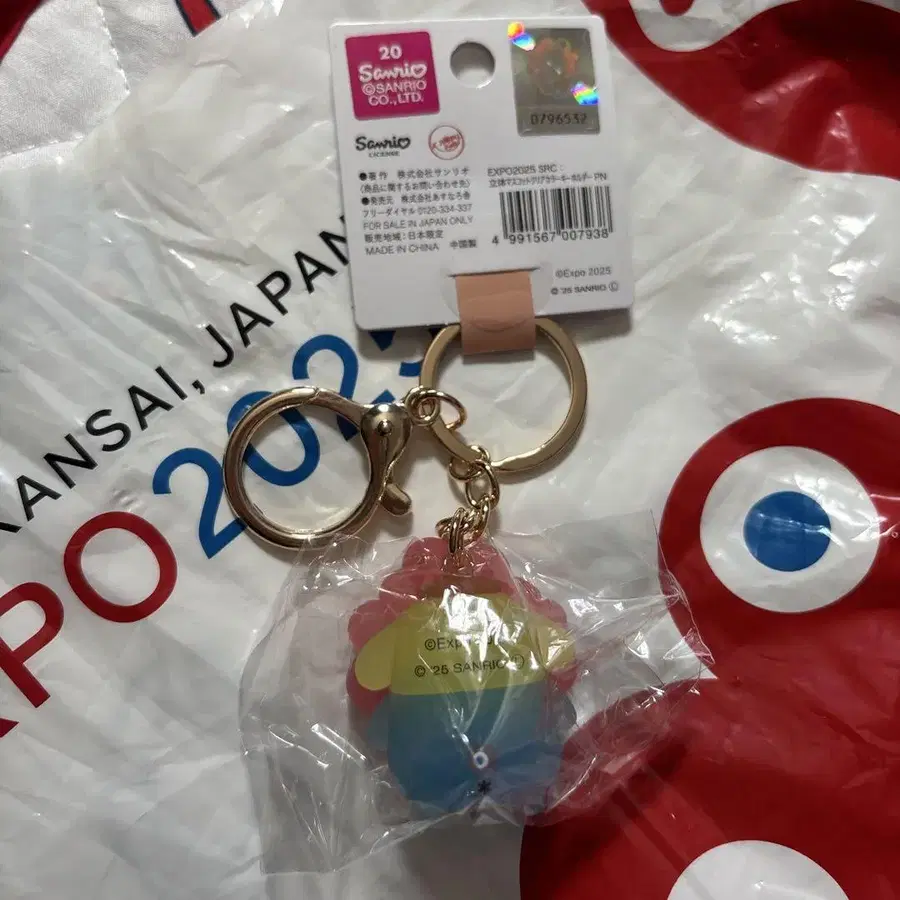 20
Sanrio
©SANRIO
CO.,LTD.
0796532
Sanrio
LICENSE
●著作 株式会社サンリオ
〈商品に関するお問い合わせ先〉
●発売元 株式会社あすなろ舎
フリーダイヤル 0120-334-337
FOR SALE IN JAPAN ONLY
販売地域:日本限定
MADE IN CHINA 中国製
EXPO2025 SRC:
立体マスコットクリアカラーキーホルダー PN
4 991567 007938
©Expo 2025
© '25 SANRIO Ⓛ
KANSAI, JAPAN
EXPO 2025
©Exp
© '25 SANRIO Ⓛ